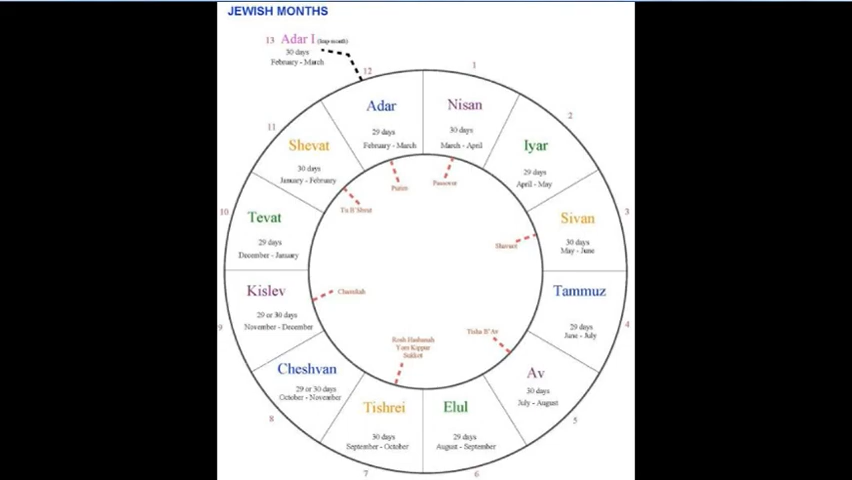 JEWISH MONTHS
13 Adar I (leap month)
30 days
February - March
1
Nisan
30 days
March - April
Passover
2
Iyar
29 days
April - May
3
Sivan
30 days
May - June
Shavuot
4
Tammuz
29 days
June - July
5
Av
30 days
July - August
Tisha B'Av
6
Elul
29 days
August - September
7
Tishrei
30 days
September - October
Rosh Hashanah
Yom Kippur
Sukkot
8
Cheshvan
29 or 30 days
October - November
9
Kislev
29 or 30 days
November - December
Chanukah
10
Tevat
29 days
December - January
11
Shevat
30 days
January - February
Tu B'Shvat
12
Adar
29 days
February - March
Purim